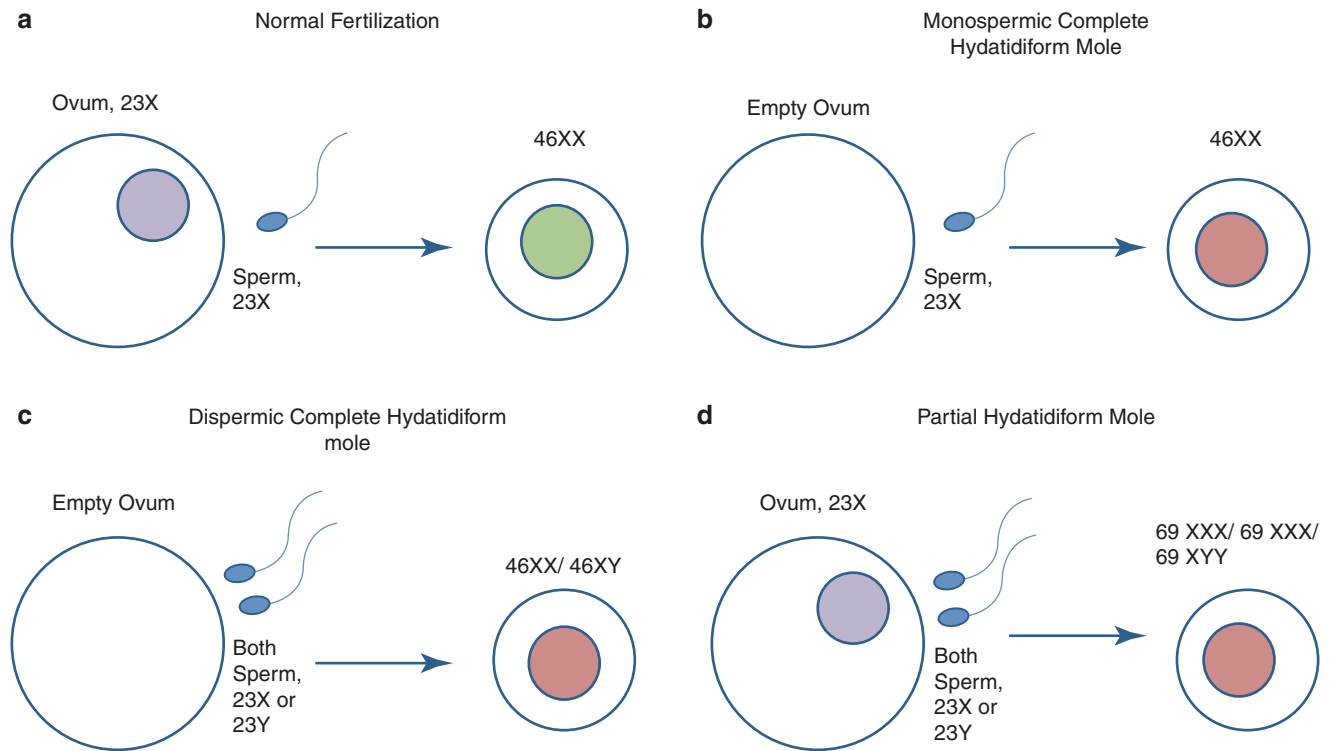 a
Normal Fertilization
Ovum, 23X
Sperm,
23X
46XX
b
Monospermic Complete
Hydatidiform Mole
Empty Ovum
Sperm,
23X
46XX
c
Dispermic Complete Hydatidiform
mole
Empty Ovum
Both
Sperm,
23X or
23Y
46XX/ 46XY
d
Partial Hydatidiform Mole
Ovum, 23X
Both
Sperm,
23X or
23Y
69 XXX/ 69 XXX/
69 XYY